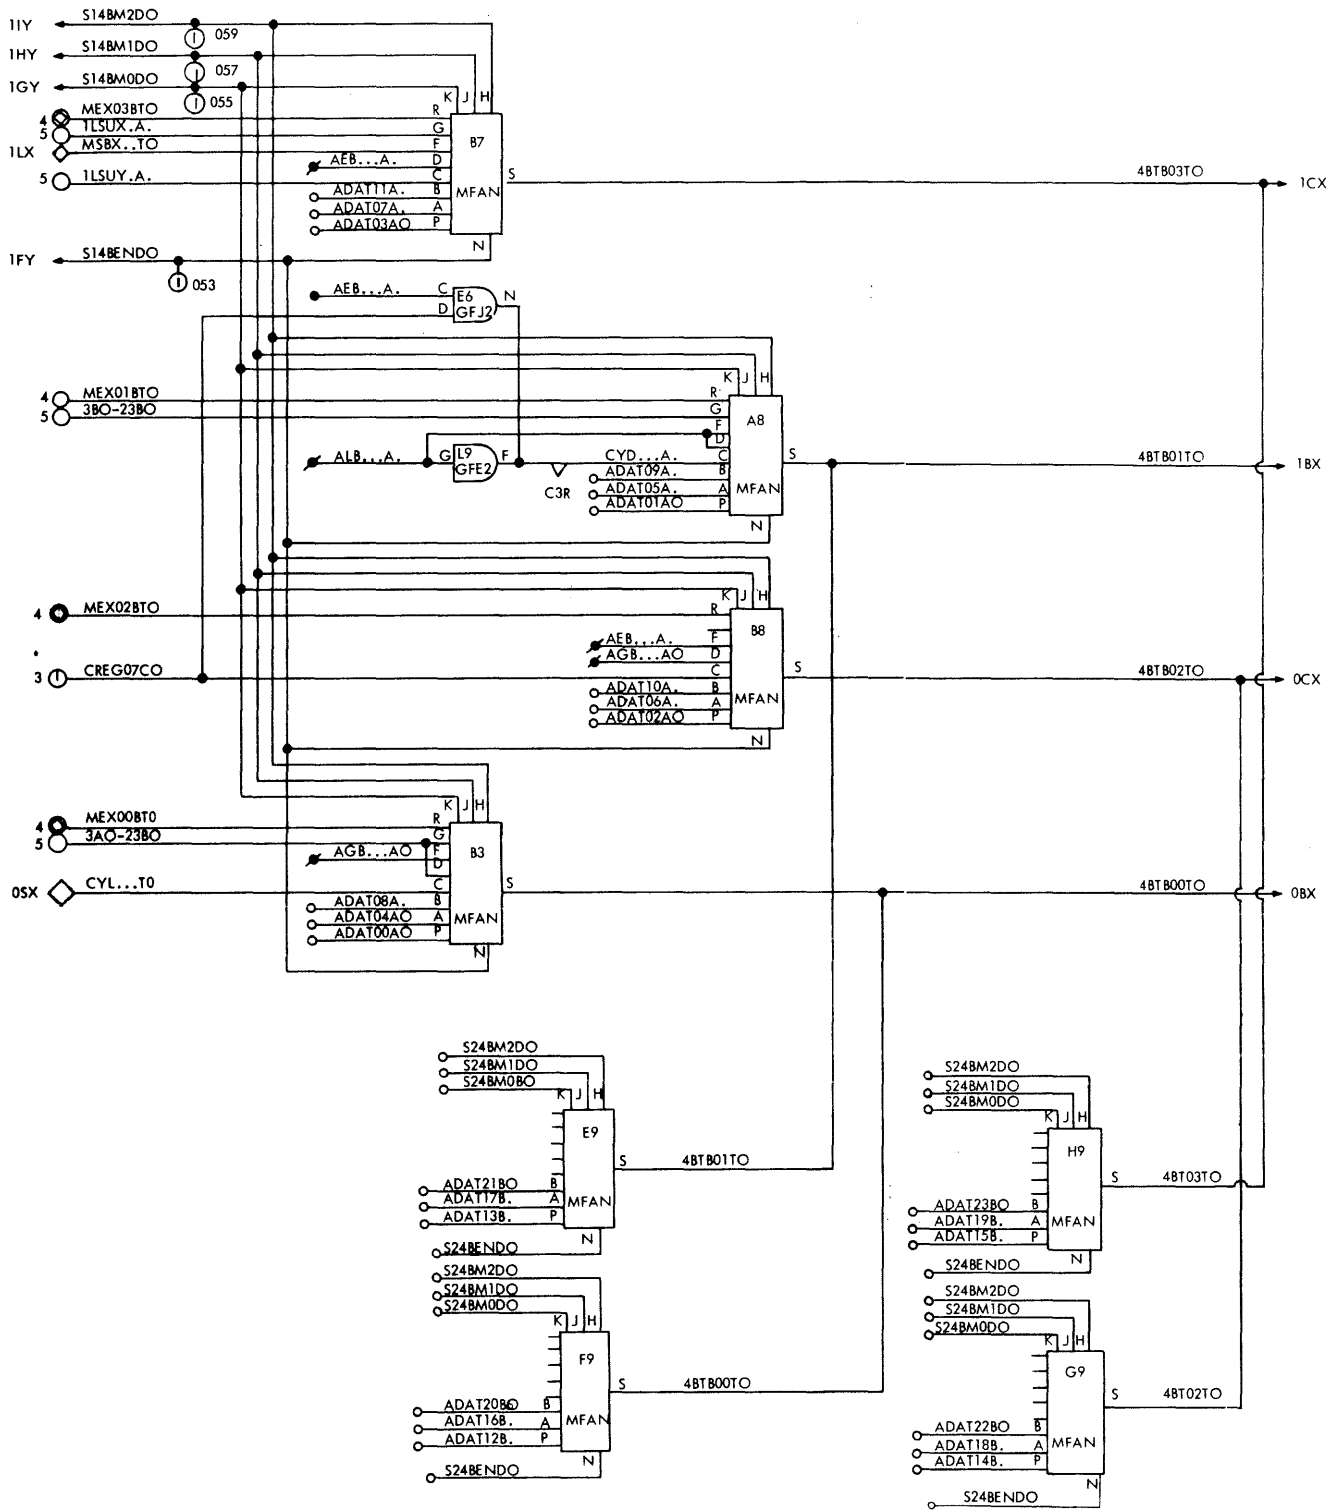 1IY S14BM2DO 059
1HY S14BM1DO 057
1GY S14BM0DO 055
K J H
4 MEX03BTO R
5 1LSUX.A. G
1LX MSBX..TO F
B7
AEB...A. D
5 1LSUY.A. C
S 4BTB03TO 1CX
ADAT11A. B
MFAN
ADAT07A. A
ADAT03AO P
N
1FY S14BENDO 053
AEB...A. C E6 N
D GFJ2
K J H
4 MEX01BTO R
5 3BO-23BO G
A8
F
D
ALB...A. G L9 F CYD...A. C
GFE2
S 4BTB01TO 1BX
C3R
ADAT09A. B
ADAT05A. A
MFAN
ADAT01AO P
N
K J H
4 MEX02BTO R
B8
AEB...A. F
AGB...AO D
3 CREG07CO C
S 4BTB02TO 0CX
ADAT10A. B
ADAT06A. A
MFAN
ADAT02AO P
N
K J H
4 MEX00BT0 R
5 3AO-23BO G
B3
F
AGB...AO D
0SX CYL...T0 C
S 4BTB00TO 0BX
ADAT08A. B
ADAT04AO A
MFAN
ADAT00AO P
N
S24BM2DO
S24BM1DO
S24BM0BO
K J H
E9
S 4BTB01TO
ADAT21BO B
ADAT17B. A
MFAN
ADAT13B. P
N
S24BENDO
S24BM2DO
S24BM1DO
S24BM0DO
K J H
F9
S 4BTB00TO
B
ADAT16B. A
MFAN
ADAT12B. P
N
S24BENDO
S24BM2DO
S24BM1DO
S24BM0DO
K J H
H9
S 4BT03TO
ADAT23BO B
ADAT19B. A
MFAN
ADAT15B. P
N
S24BENDO
S24BM2DO
S24BM1DO
S24BM0DO
K J H
G9
S 4BT02TO
ADAT22BO B
ADAT18B. A
MFAN
ADAT14B. P
N
S24BENDO